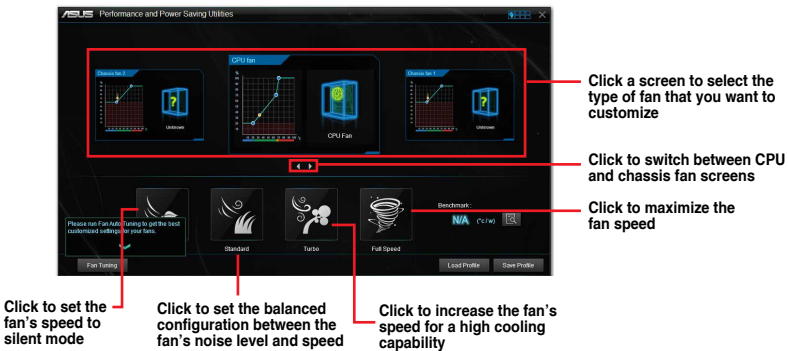 ASUS Performance and Power Saving Utilities
CPU fan
Chassis fan 2
Chassis fan 1
Unknown
CPU Fan
Unknown
Click a screen to select the
type of fan that you want to
customize
Click to switch between CPU
and chassis fan screens
Click to maximize the
fan speed
Please run Fan Auto Tuning to get the best
customized settings for your fans.
Standard
Turbo
Full Speed
Benchmark :
N/A (°c / w)
Fan Tuning
Load Profile
Save Profile
Click to set the
fan's speed to
silent mode
Click to set the balanced
configuration between the
fan's noise level and speed
Click to increase the fan's
speed for a high cooling
capability